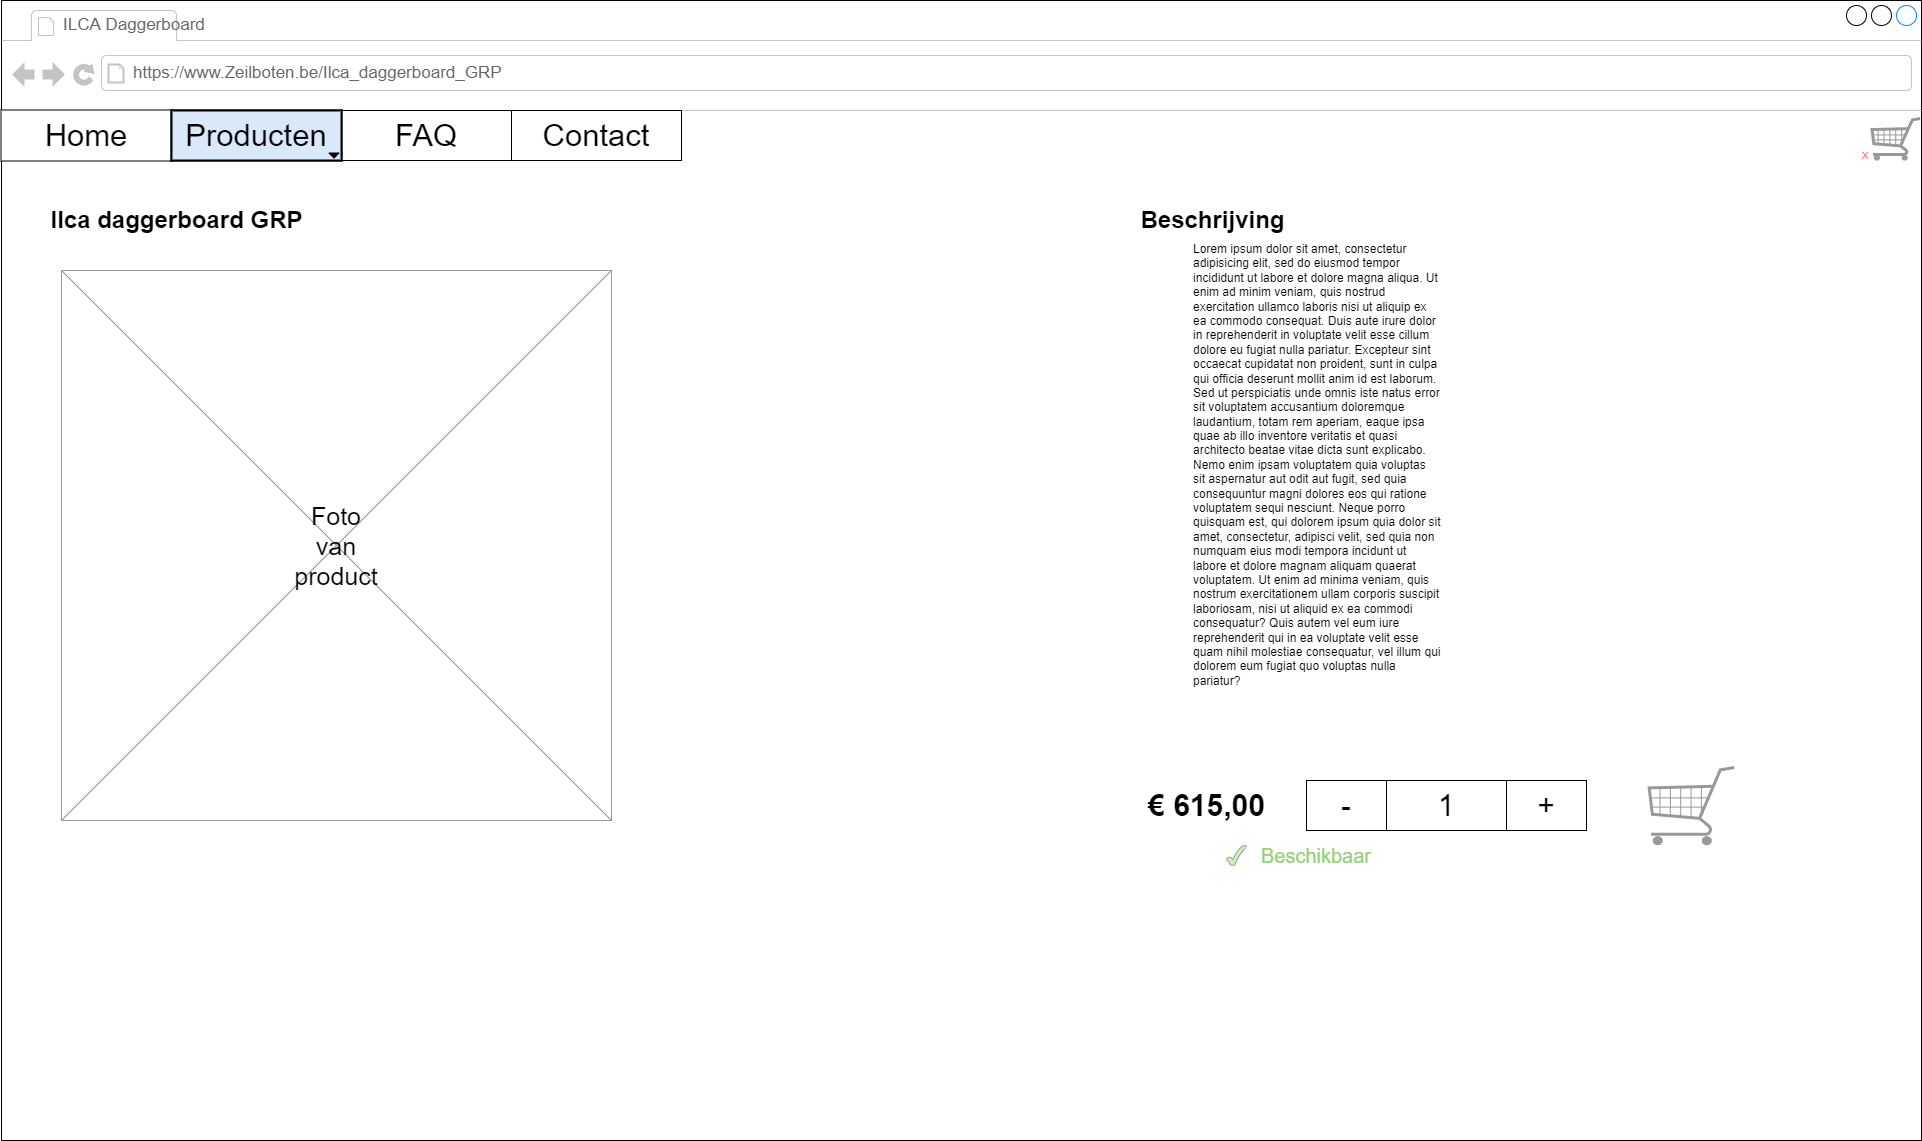 ILCA Daggerboard
https://www.Zeilboten.be/Ilca_daggerboard_GRP
Home
Producten
FAQ
Contact
x
Ilca daggerboard GRP
Foto
van
product
Beschrijving
Lorem ipsum dolor sit amet, consectetur
adipisicing elit, sed do eiusmod tempor
incididunt ut labore et dolore magna aliqua. Ut
enim ad minim veniam, quis nostrud
exercitation ullamco laboris nisi ut aliquip ex
ea commodo consequat. Duis aute irure dolor
in reprehenderit in voluptate velit esse cillum
dolore eu fugiat nulla pariatur. Excepteur sint
occaecat cupidatat non proident, sunt in culpa
qui officia deserunt mollit anim id est laborum.
Sed ut perspiciatis unde omnis iste natus error
sit voluptatem accusantium doloremque
laudantium, totam rem aperiam, eaque ipsa
quae ab illo inventore veritatis et quasi
architecto beatae vitae dicta sunt explicabo.
Nemo enim ipsam voluptatem quia voluptas
sit aspernatur aut odit aut fugit, sed quia
consequuntur magni dolores eos qui ratione
voluptatem sequi nesciunt. Neque porro
quisquam est, qui dolorem ipsum quia dolor sit
amet, consectetur, adipisci velit, sed quia non
numquam eius modi tempora incidunt ut
labore et dolore magnam aliquam quaerat
voluptatem. Ut enim ad minima veniam, quis
nostrum exercitationem ullam corporis suscipit
laboriosam, nisi ut aliquid ex ea commodi
consequatur? Quis autem vel eum iure
reprehenderit qui in ea voluptate velit esse
quam nihil molestiae consequatur, vel illum qui
dolorem eum fugiat quo voluptas nulla
pariatur?
€ 615,00
-
1
+
Beschikbaar